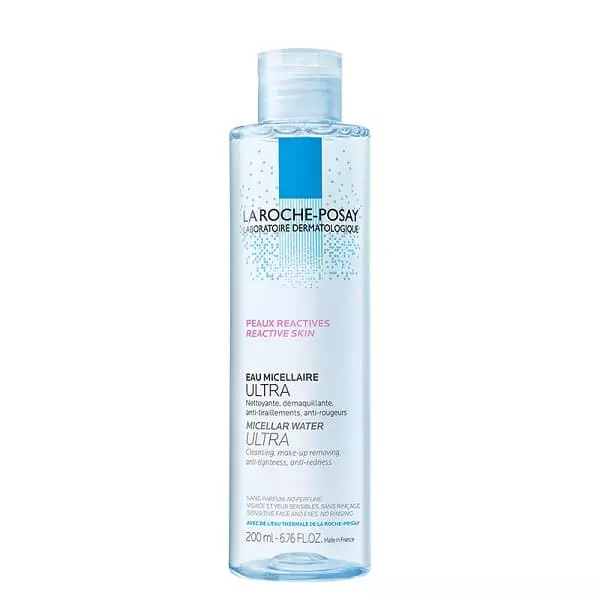 LA ROCHE-POSAY
LABORATOIRE DERMATOLOGIQUE
PEAUX REACTIVES
REACTIVE SKIN
EAU MICELLAIRE
ULTRA
Nettoyante, démaquillante,
anti-tiraillements, anti-rougeurs
MICELLAR WATER
ULTRA
Cleansing, make-up removing
anti-tightness, anti-redness
SANS PARFUM, NO PERFUME
VISAGE ET YEUX SENSIBLES, SANS RINÇAGE
SENSITIVE FACE AND EYES, NO RINSING
AVEC DE L'EAU THERMALE DE LA ROCHE-POSAY
200 ml - 6.76 FL.OZ. Made in France